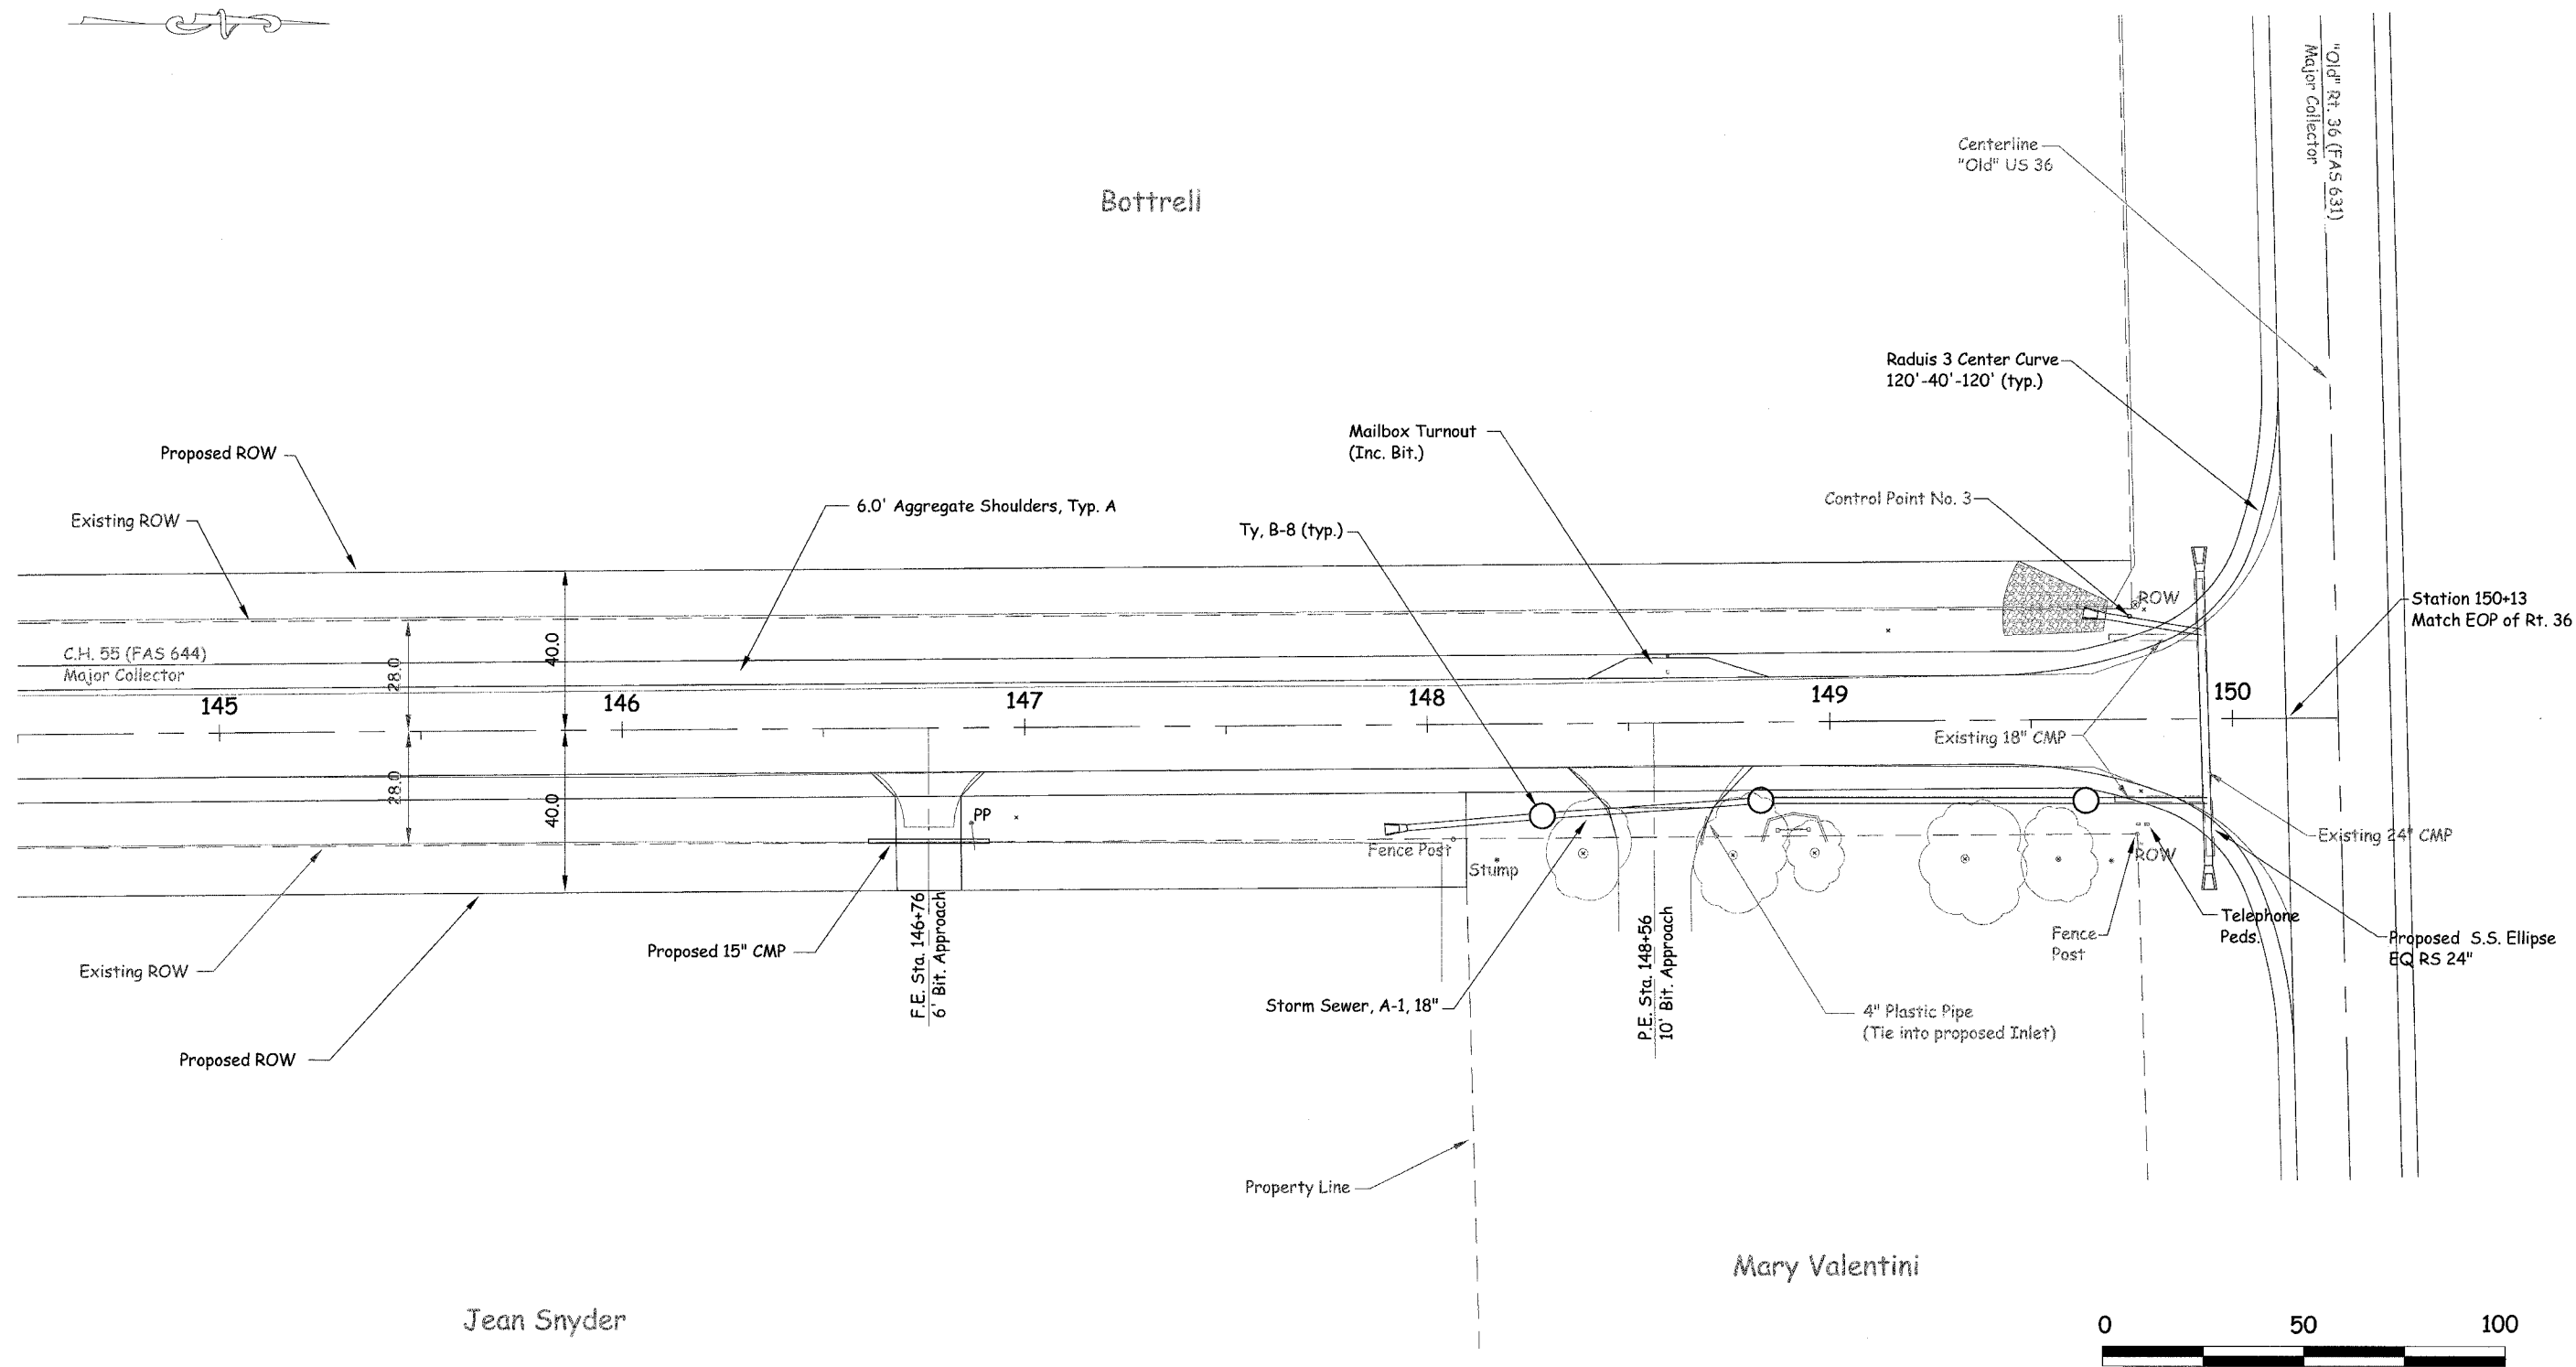 "Old" Rt. 36 (FAS 631)
Major Collector
Centerline
"Old" US 36
Bottrell
Raduis 3 Center Curve
120'-40'-120' (typ.)
Mailbox Turnout
(Inc. Bit.)
Proposed ROW
Control Point No. 3
6.0' Aggregate Shoulders, Typ. A
Existing ROW
Ty, B-8 (typ.)
ROW
Station 150+13
Match EOP of Rt. 36
C.H. 55 (FAS 644)
Major Collector
28.0
40.0
145
146
147
148
149
150
Existing 18" CMP
28.0
40.0
PP
Existing 24" CMP
Fence Post
Stump
ROW
Telephone
Peds.
Fence
Post
Proposed S.S. Ellipse
EQ RS 24"
Proposed 15" CMP
F.E. Sta. 146+76
6' Bit. Approach
P.E. Sta. 148+56
10' Bit. Approach
Existing ROW
Storm Sewer, A-1, 18"
4" Plastic Pipe
(Tie into proposed Inlet)
Proposed ROW
Property Line
Mary Valentini
Jean Snyder
0 50 100